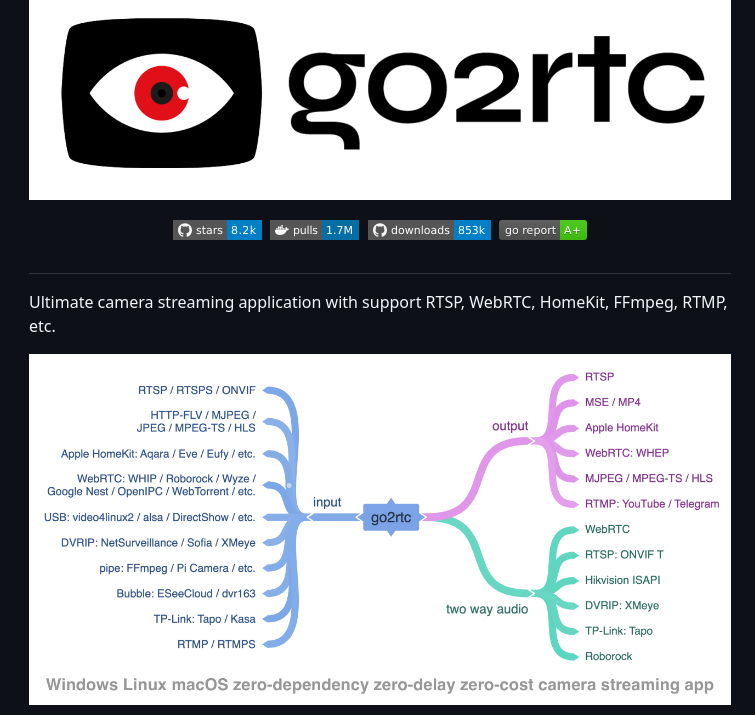 go2rtc
stars 8.2k
pulls 1.7M
downloads 853k
go report A+
Ultimate camera streaming application with support RTSP, WebRTC, HomeKit, FFmpeg, RTMP,
etc.
RTSP / RTSPS / ONVIF
HTTP-FLV / MJPEG /
JPEG / MPEG-TS / HLS
Apple HomeKit: Aqara / Eve / Eufy / etc.
WebRTC: WHIP / Roborock / Wyze /
Google Nest / OpenIPC / WebTorrent / etc.
USB: video4linux2 / alsa / DirectShow / etc.
DVRIP: NetSurveillance / Sofia / XMeye
pipe: FFmpeg / Pi Camera / etc.
Bubble: ESeeCloud / dvr163
TP-Link: Tapo / Kasa
RTMP / RTMPS
input
go2rtc
output
RTSP
MSE / MP4
Apple HomeKit
WebRTC: WHEP
MJPEG / MPEG-TS / HLS
RTMP: YouTube / Telegram
two way audio
WebRTC
RTSP: ONVIF T
Hikvision ISAPI
DVRIP: XMeye
TP-Link: Tapo
Roborock
Windows Linux macOS zero-dependency zero-delay zero-cost camera streaming app